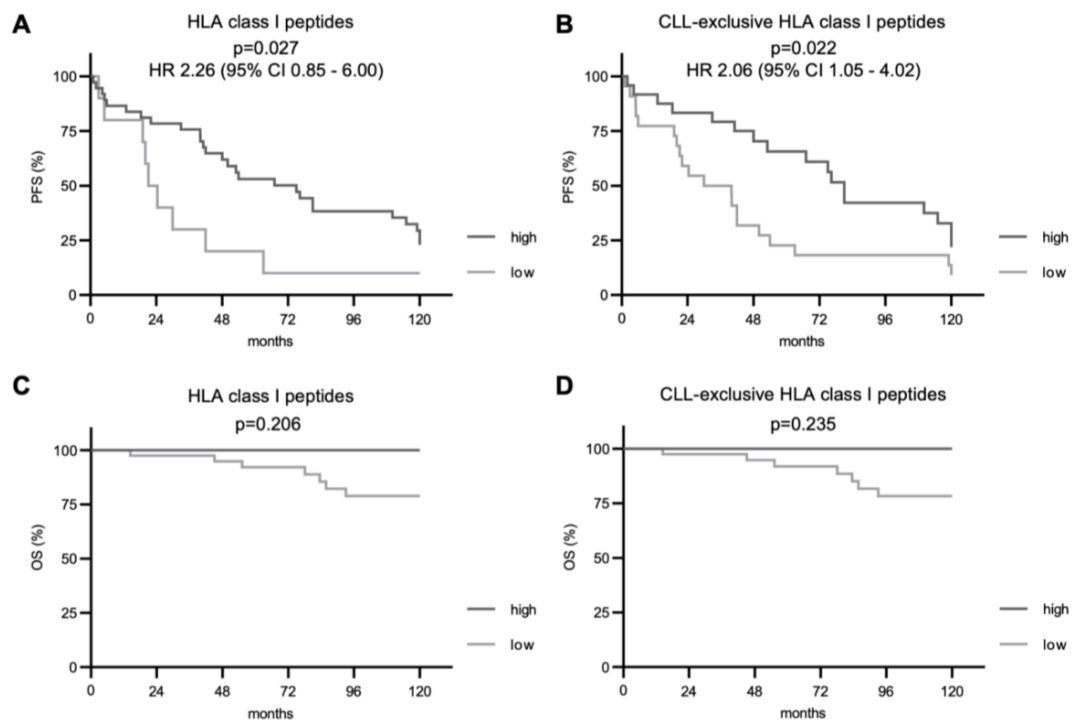 A
HLA class I peptides
p=0.027
HR 2.26 (95% CI 0.85 - 6.00)
100
75
50
25
0
PFS (%)
0 24 48 72 96 120
months
high
low
B
CLL-exclusive HLA class I peptides
p=0.022
HR 2.06 (95% CI 1.05 - 4.02)
100
75
50
25
0
PFS (%)
0 24 48 72 96 120
months
high
low
C
HLA class I peptides
p=0.206
100
75
50
25
0
OS (%)
0 24 48 72 96 120
months
high
low
D
CLL-exclusive HLA class I peptides
p=0.235
100
75
50
25
0
OS (%)
0 24 48 72 96 120
months
high
low